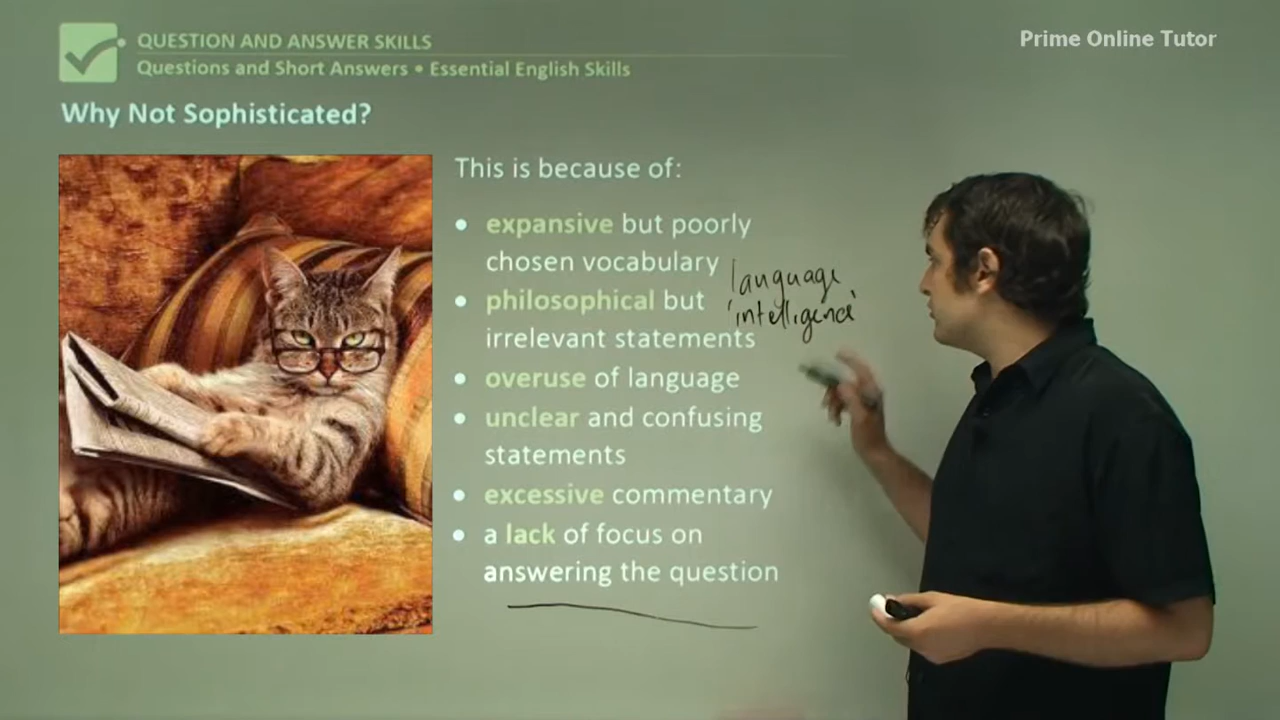 Prime Online Tutor
QUESTION AND ANSWER SKILLS
Questions and Short Answers • Essential English Skills
Why Not Sophisticated?
This is because of:
• expansive but poorly
chosen vocabulary
language
• philosophical but
'intelligence'
irrelevant statements
• overuse of language
• unclear and confusing
statements
• excessive commentary
• a lack of focus on
answering the question